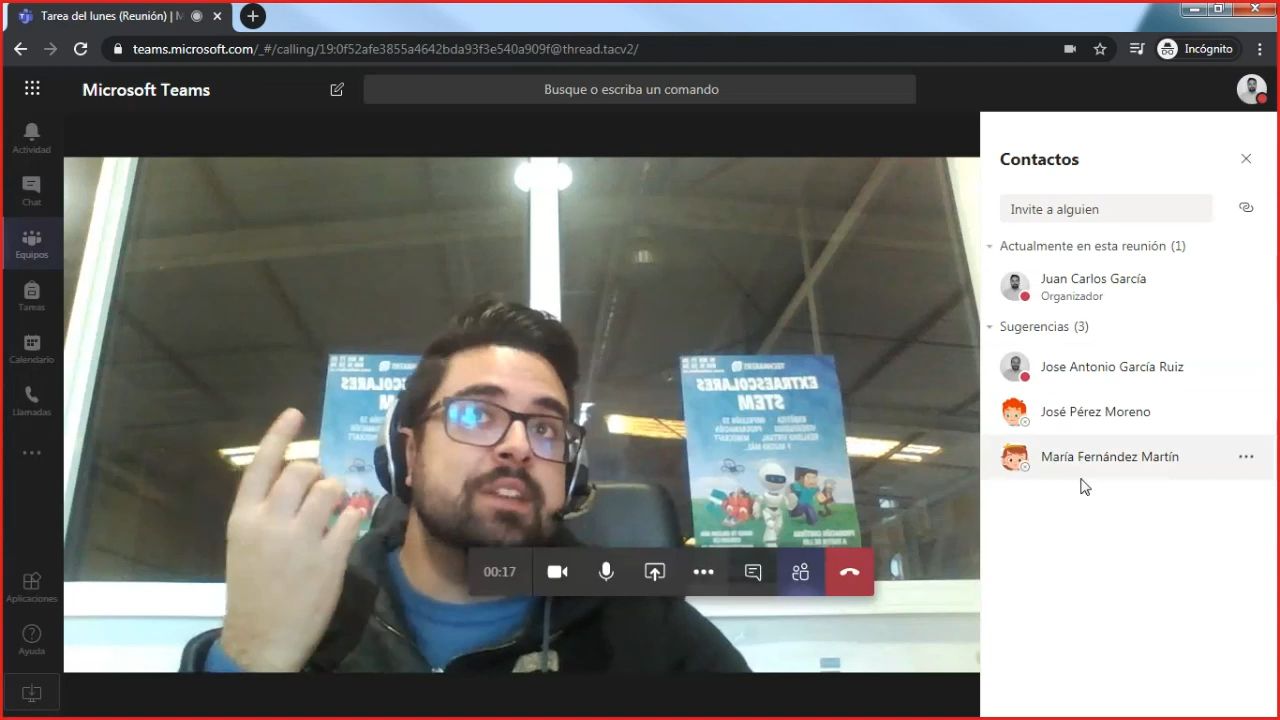 Tarea del lunes (Reunión) | M
teams.microsoft.com/_#/calling/19:0f52afe3855a4642bda93f3e540a909f@thread.tacv2/
Incógnito
Microsoft Teams
Busque o escriba un comando
Actividad
Chat
Equipos
Tareas
Calendario
Llamadas
Aplicaciones
Ayuda
TECHMAKERS
EXTRAESCOLARES
STEM
00:17
Contactos
Invite a alguien
Actualmente en esta reunión (1)
Juan Carlos García
Organizador
Sugerencias (3)
Jose Antonio García Ruiz
José Pérez Moreno
María Fernández Martín